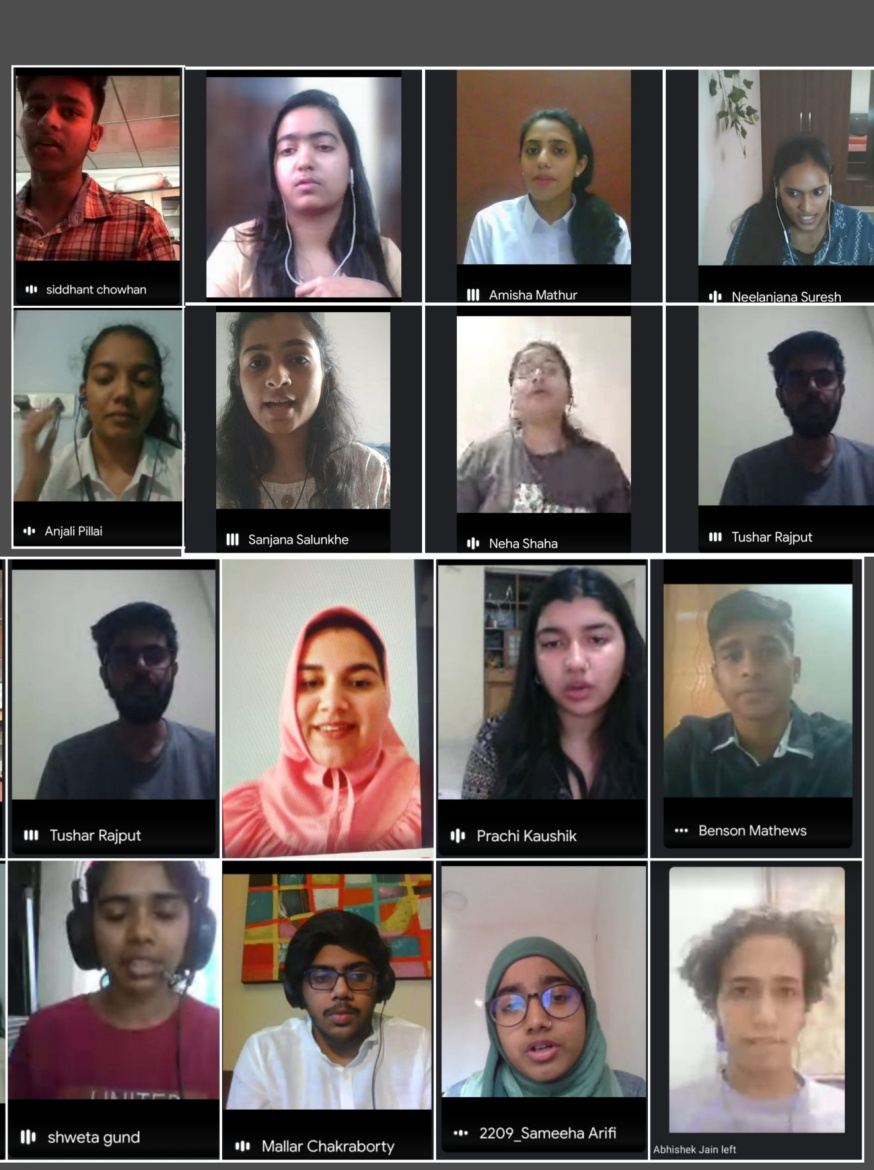 siddhant chowhan
Amisha Mathur
Neelanjana Suresh
Anjali Pillai
Sanjana Salunkhe
Neha Shaha
Tushar Rajput
Tushar Rajput
Prachi Kaushik
Benson Mathews
UNITED
shweta gund
Mallar Chakraborty
2209_Sameeha Arifi
Abhishek Jain left